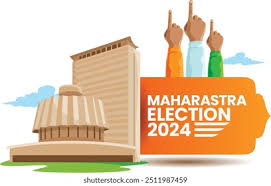 MAHARASTRA
ELECTION
2024
shutterstock.com · 2511987459